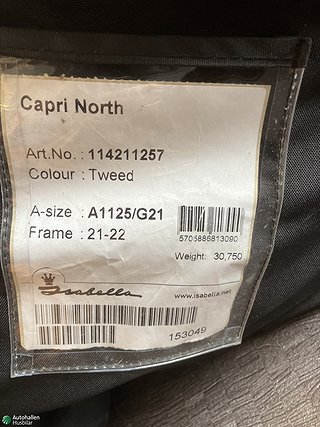 Capri North
Art.No. : 114211257
Colour : Tweed
A-size : A1125/G21
Frame : 21-22
5705886813090
Weight: 30,750
Isabella
www.isabella.net
153049
Autohallen
Husbilar